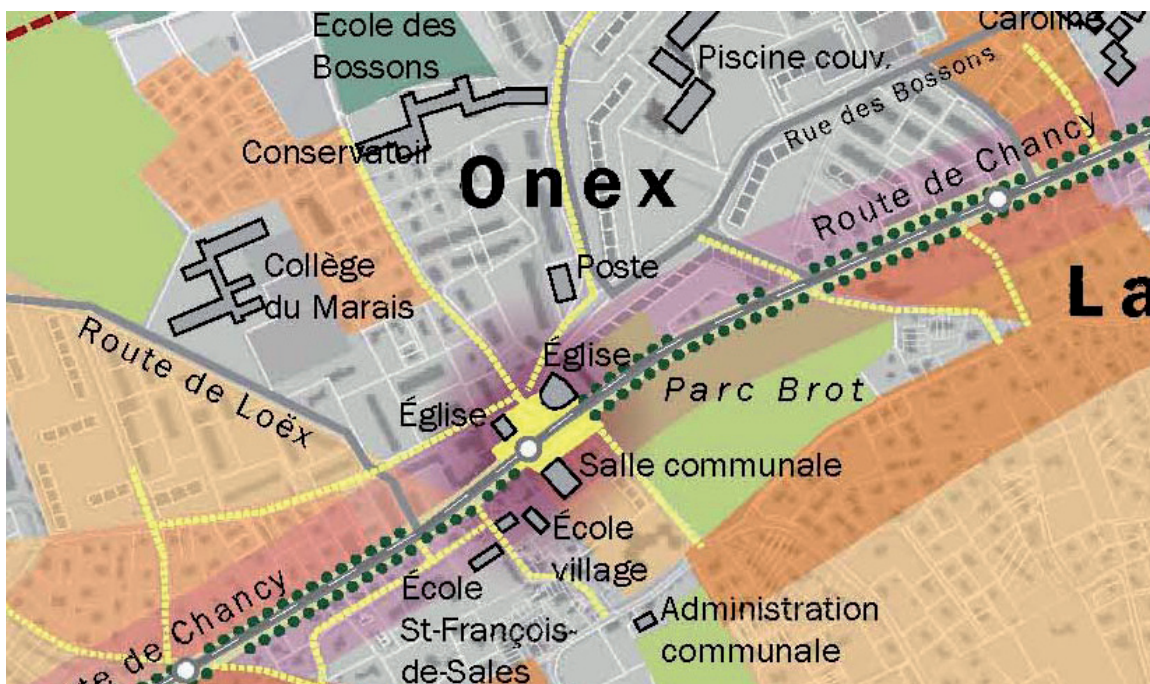 École des
Bossons
Caroline
Piscine couv.
Rue des Bossons
Conservatoir
Onex
Route de Chancy
Collège
du Marais
Poste
La
Route de Loëx
Église
Parc Brot
Église
Salle communale
École
village
École
St-François-
de-Sales
Administration
communale
te de Chancy